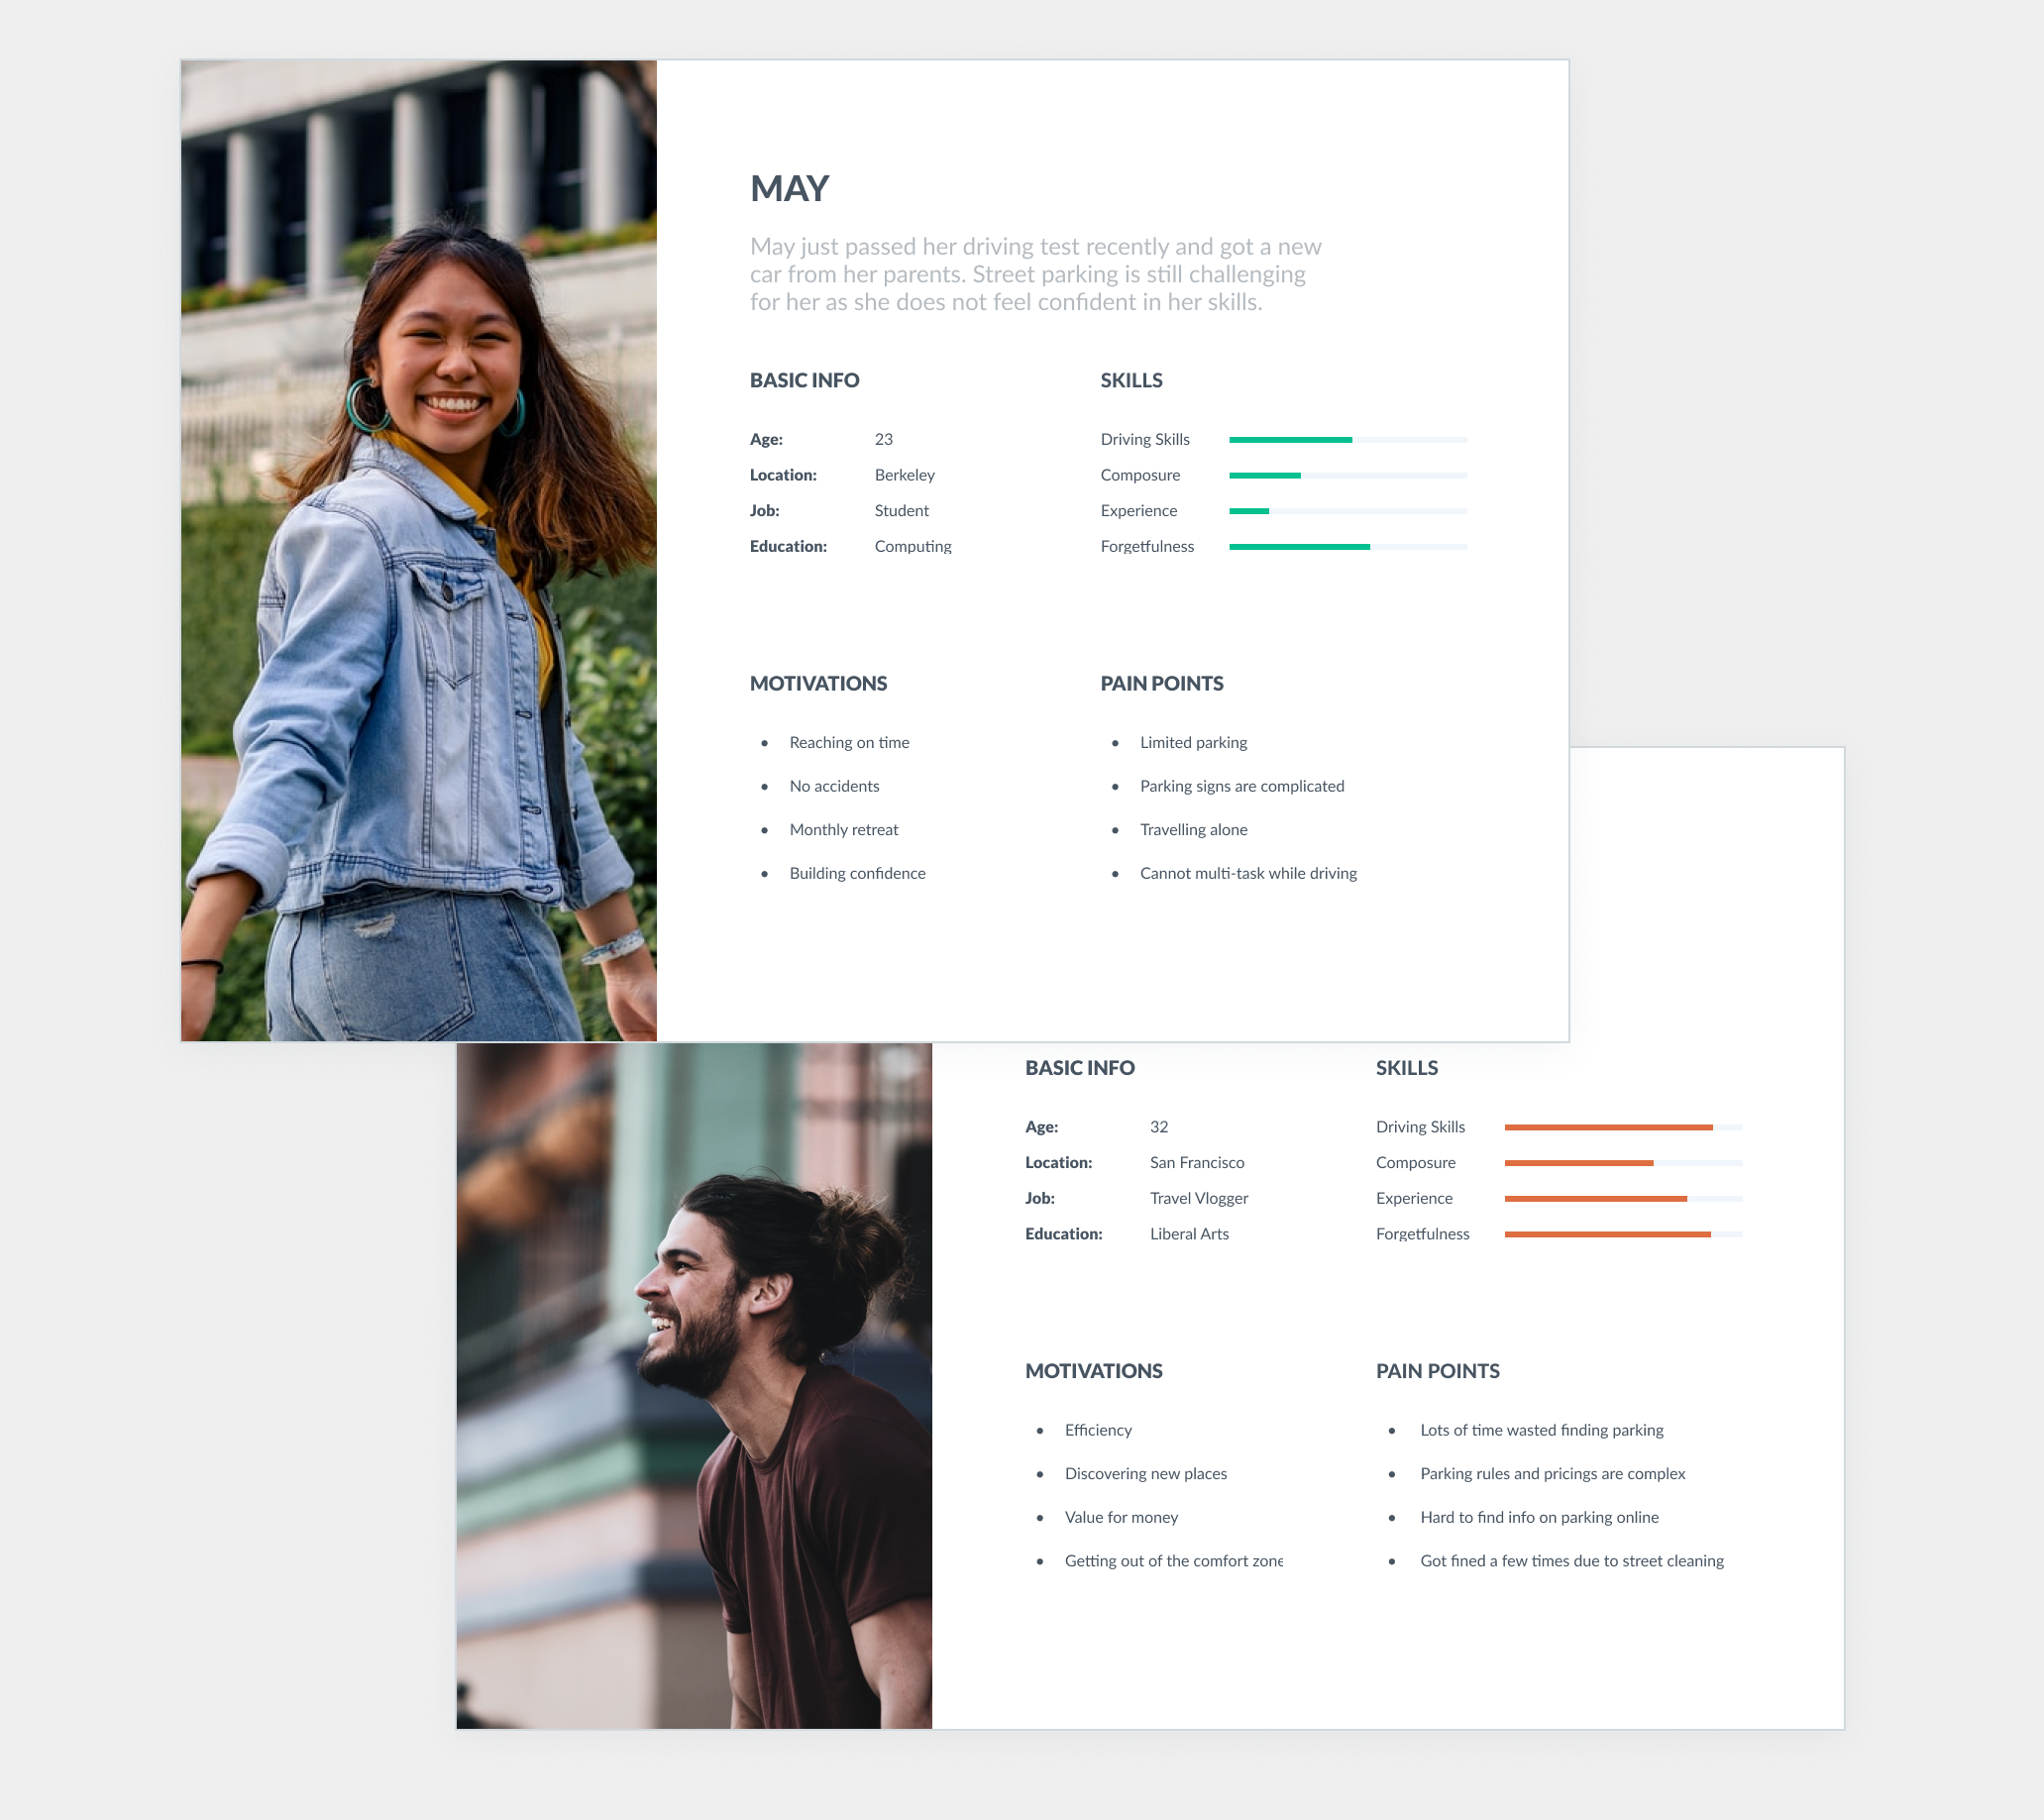 MAY
May just passed her driving test recently and got a new
car from her parents. Street parking is still challenging
for her as she does not feel confident in her skills.
BASIC INFO
Age: 23
Location: Berkeley
Job: Student
Education: Computing
SKILLS
Driving Skills
Composure
Experience
Forgetfulness
MOTIVATIONS
• Reaching on time
• No accidents
• Monthly retreat
• Building confidence
PAIN POINTS
• Limited parking
• Parking signs are complicated
• Travelling alone
• Cannot multi-task while driving
BASIC INFO
Age: 32
Location: San Francisco
Job: Travel Vlogger
Education: Liberal Arts
SKILLS
Driving Skills
Composure
Experience
Forgetfulness
MOTIVATIONS
• Efficiency
• Discovering new places
• Value for money
• Getting out of the comfort zone
PAIN POINTS
• Lots of time wasted finding parking
• Parking rules and pricings are complex
• Hard to find info on parking online
• Got fined a few times due to street cleaning